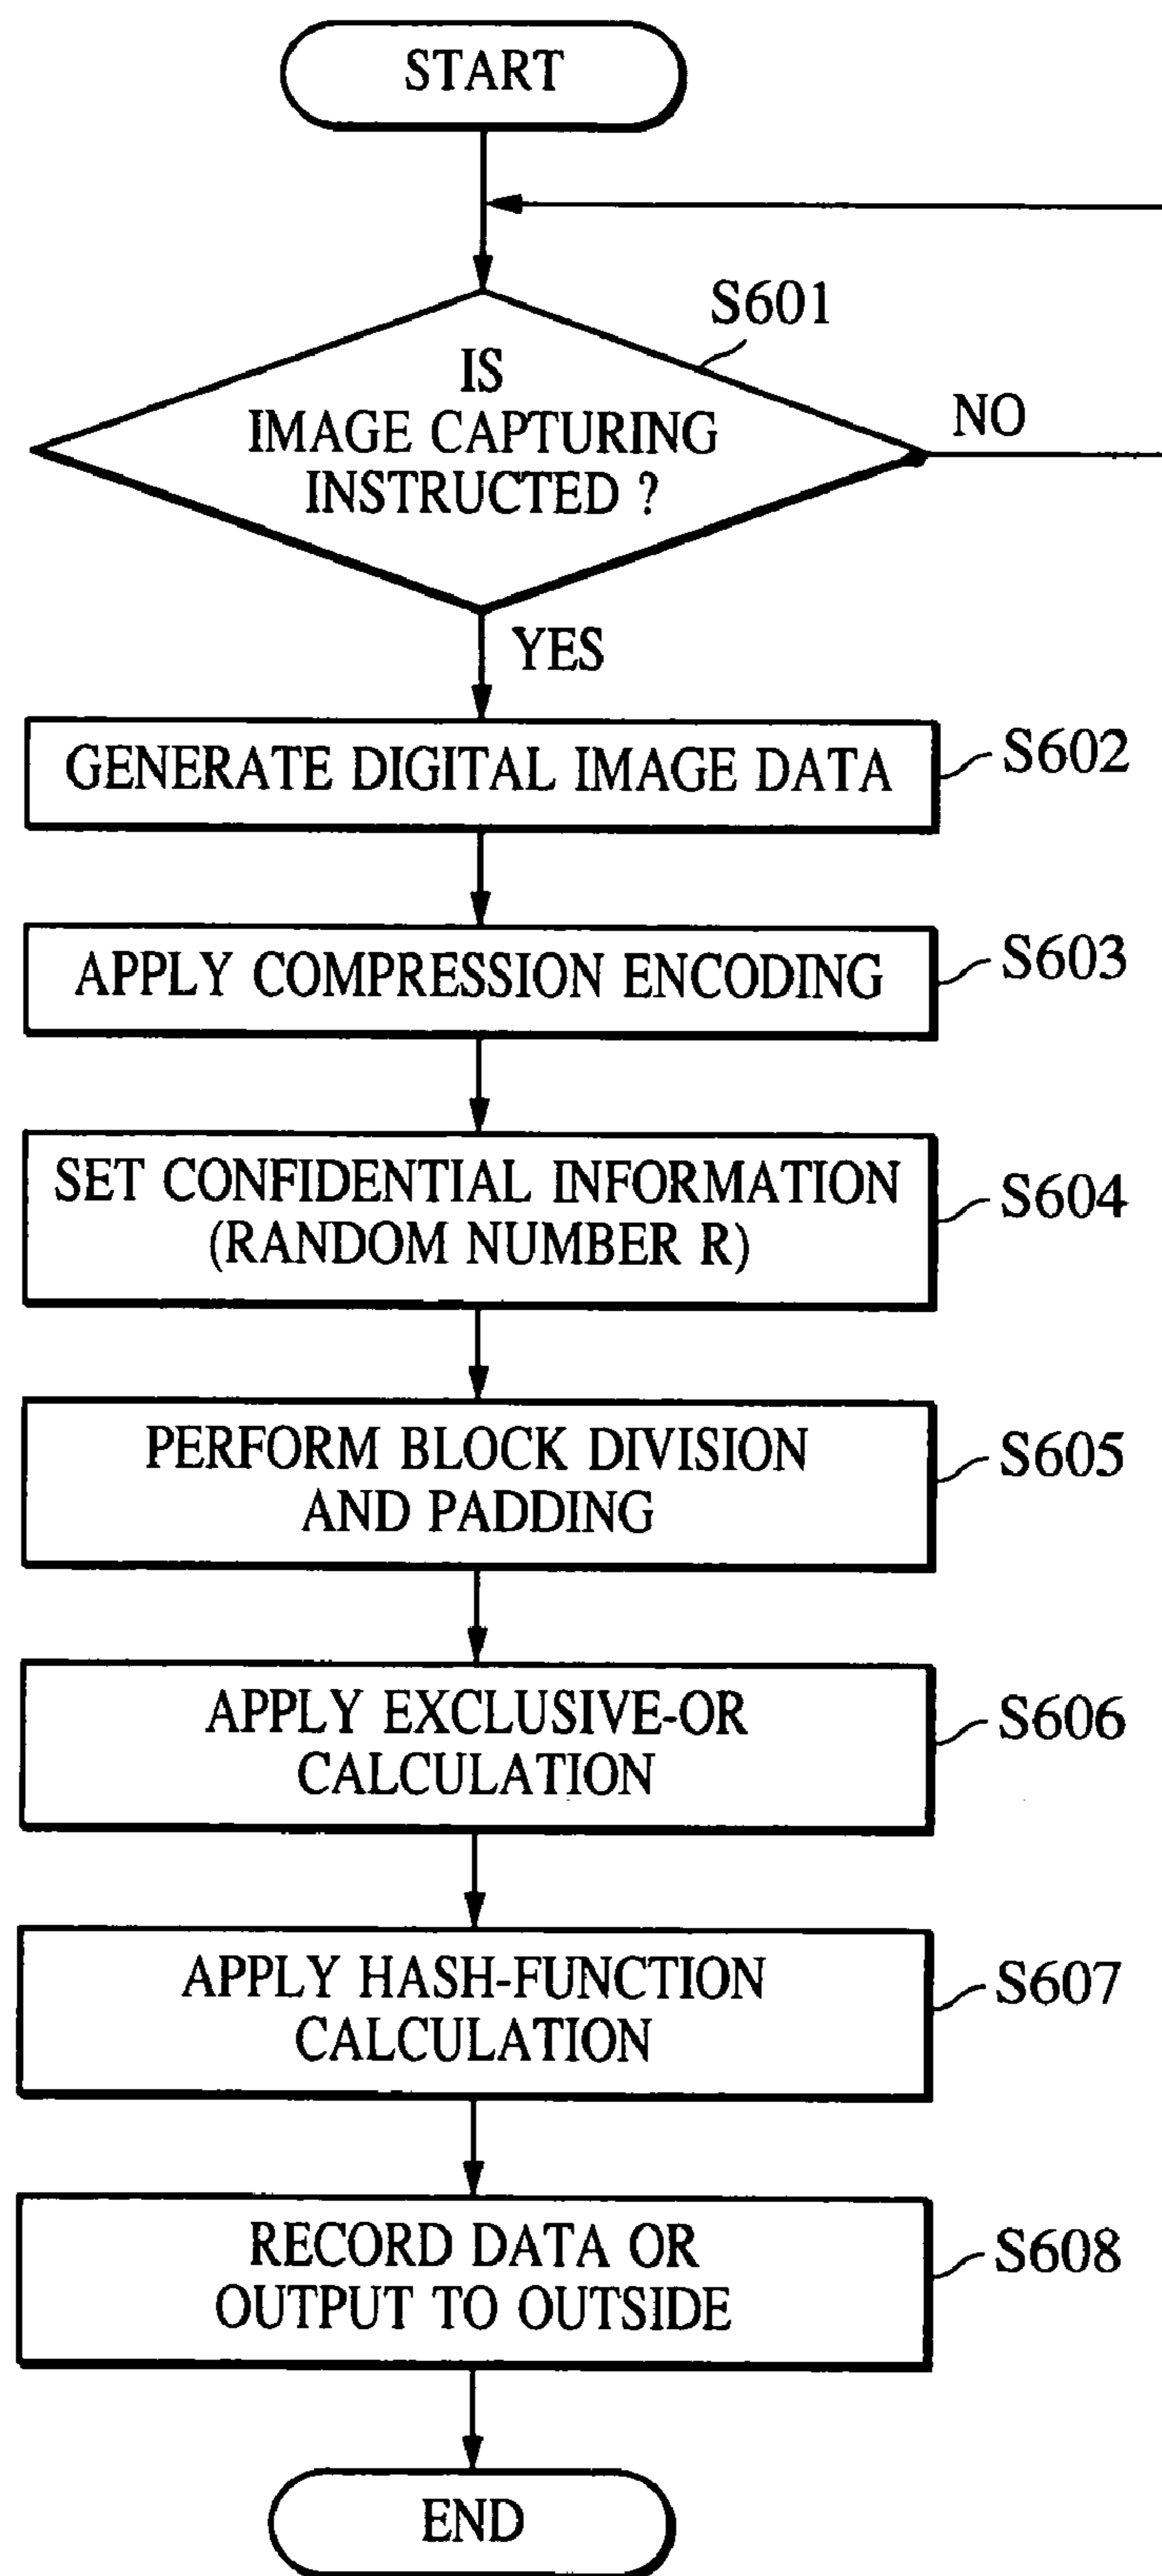 START
S601
IS
IMAGE CAPTURING
INSTRUCTED ?
NO
YES
GENERATE DIGITAL IMAGE DATA
S602
APPLY COMPRESSION ENCODING
S603
SET CONFIDENTIAL INFORMATION
(RANDOM NUMBER R)
S604
PERFORM BLOCK DIVISION
AND PADDING
S605
APPLY EXCLUSIVE-OR
CALCULATION
S606
APPLY HASH-FUNCTION
CALCULATION
S607
RECORD DATA OR
OUTPUT TO OUTSIDE
S608
END